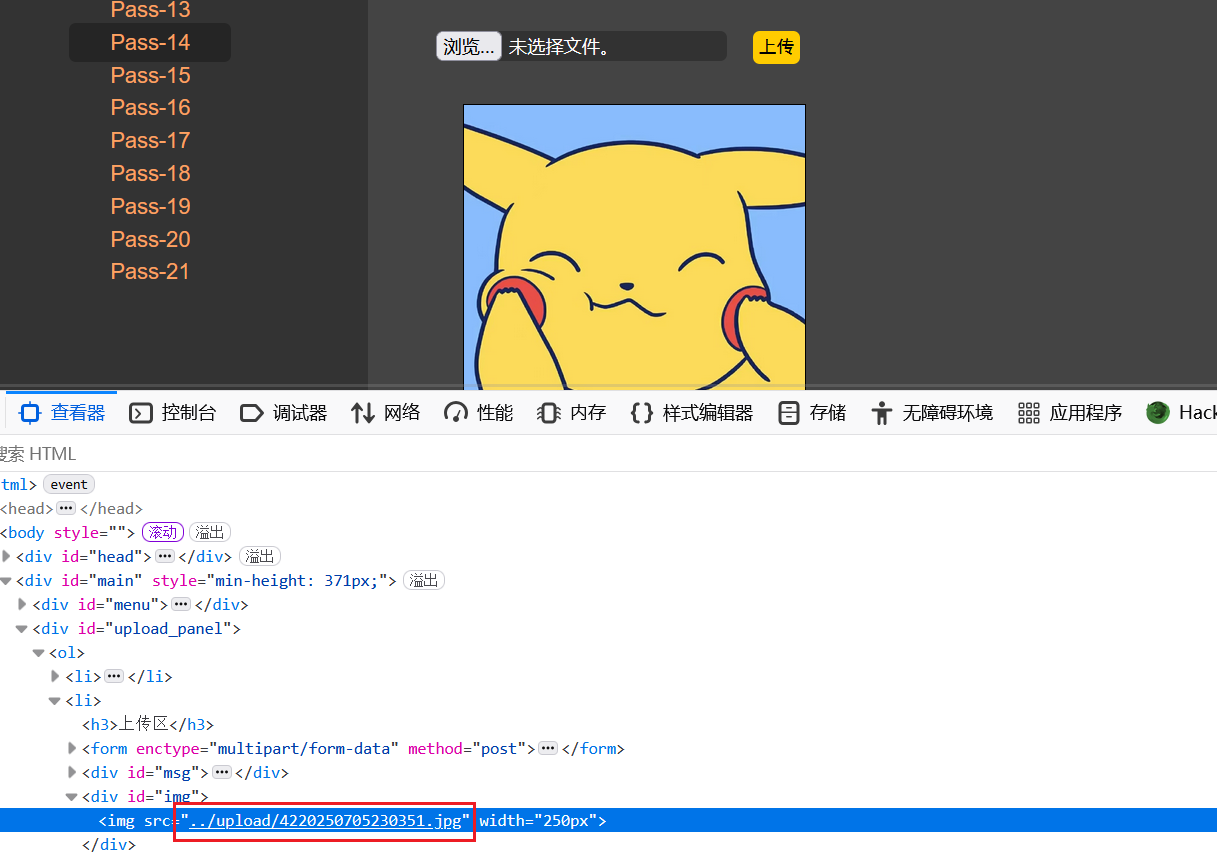 Pass-13
Pass-14
Pass-15
Pass-16
Pass-17
Pass-18
Pass-19
Pass-20
Pass-21
浏览... 未选择文件。 上传
查看器 控制台 调试器 网络 性能 内存 样式编辑器 存储 无障碍环境 应用程序 Hack
搜索 HTML
tml> event
<head> ··· </head>
<body style=""> 滚动 溢出
<div id="head"> ··· </div> 溢出
<div id="main" style="min-height: 371px;"> 溢出
<div id="menu"> ··· </div>
<div id="upload_panel">
<ol>
<li> ··· </li>
<li>
<h3>上传区</h3>
<form enctype="multipart/form-data" method="post"> ··· </form>
<div id="msg"> ··· </div>
<div id="img">
<img src="../upload/4220250705230351.jpg" width="250px">
</div>